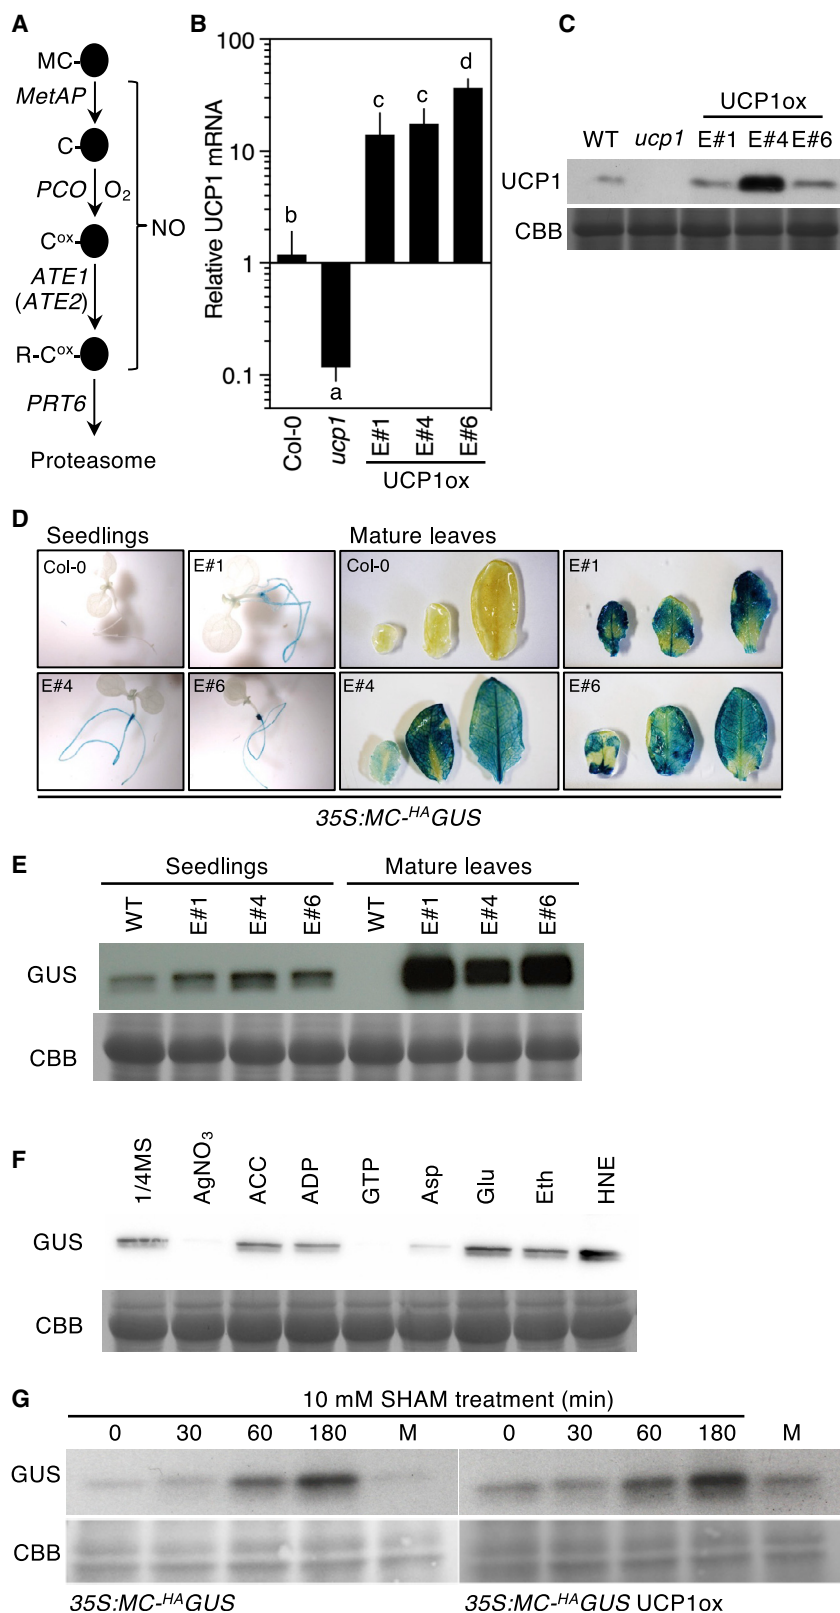 A
MC-
MetAP
C-
PCO O₂
Cᵒˣ-
NO
ATE1
(ATE2)
R-Cᵒˣ-
PRT6
Proteasome
B
Relative UCP1 mRNA
100
10
1
0.1
b
a
c
c
d
Col-0
ucp1
E#1
E#4
E#6
UCP1ox
C
UCP1ox
WT ucp1 E#1 E#4 E#6
UCP1
CBB
D
Seedlings Mature leaves
Col-0 E#1 Col-0 E#1
E#4 E#6 E#4 E#6
35S:MC-ᴴᴬGUS
E
Seedlings Mature leaves
WT E#1 E#4 E#6 WT E#1 E#4 E#6
GUS
CBB
F
1/4MS AgNO₃ ACC ADP GTP Asp Glu Eth HNE
GUS
CBB
G
10 mM SHAM treatment (min)
0 30 60 180 M 0 30 60 180 M
GUS
CBB
35S:MC-ᴴᴬGUS 35S:MC-ᴴᴬGUS UCP1ox